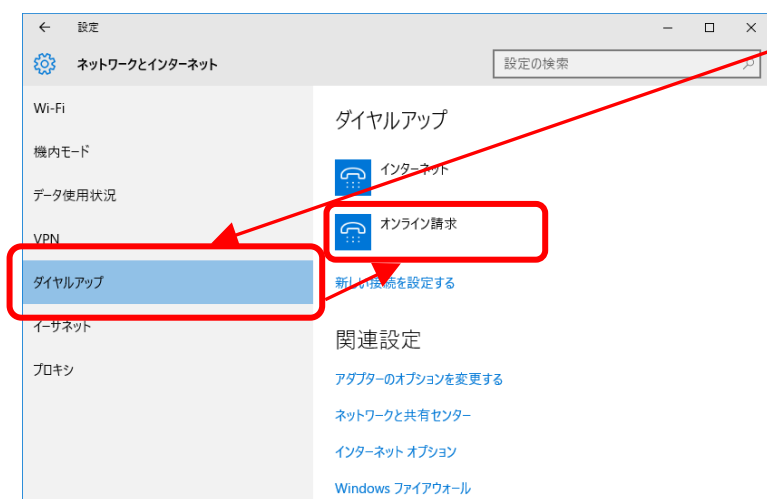 設定
ネットワークとインターネット
設定の検索
Wi-Fi
機内モード
データ使用状況
VPN
ダイヤルアップ
イーサネット
プロキシ
ダイヤルアップ
インターネット
オンライン請求
新しい接続を設定する
関連設定
アダプターのオプションを変更する
ネットワークと共有センター
インターネット オプション
Windows ファイアウォール